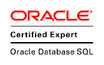 ORACLE®
Certified Expert
Oracle Database SQL